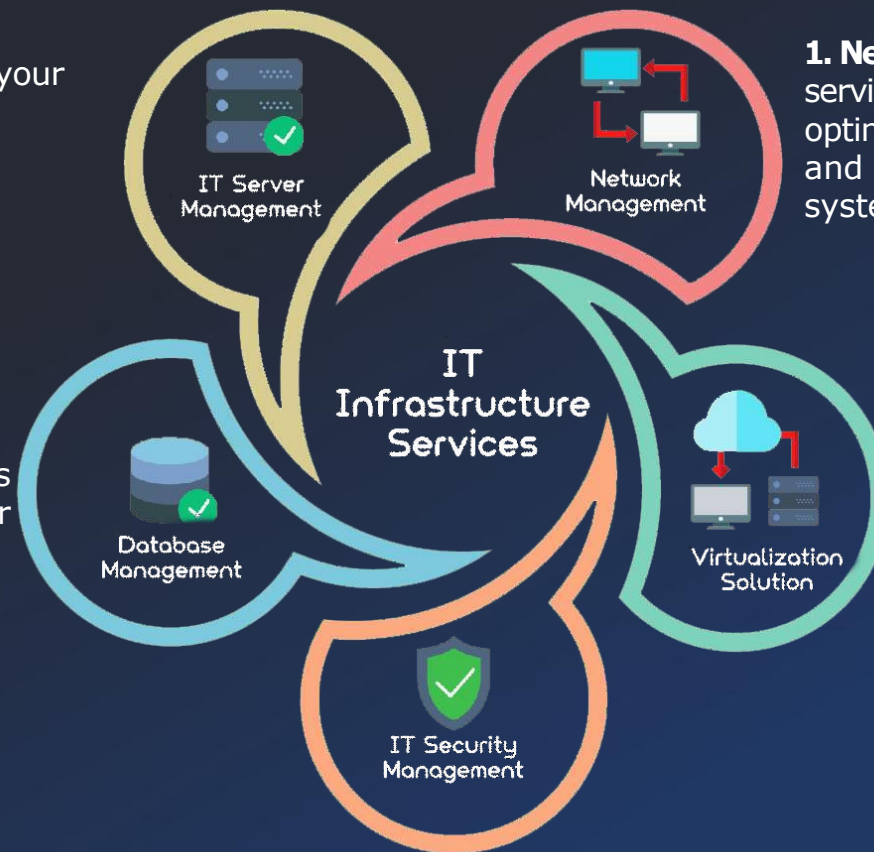 your
IT Server
Management
Network
Management
1. Ne
servi
optin
and
syste
IT
Infrastructure
Services
Database
Management
s
r
Virtualization
Solution
IT Security
Management